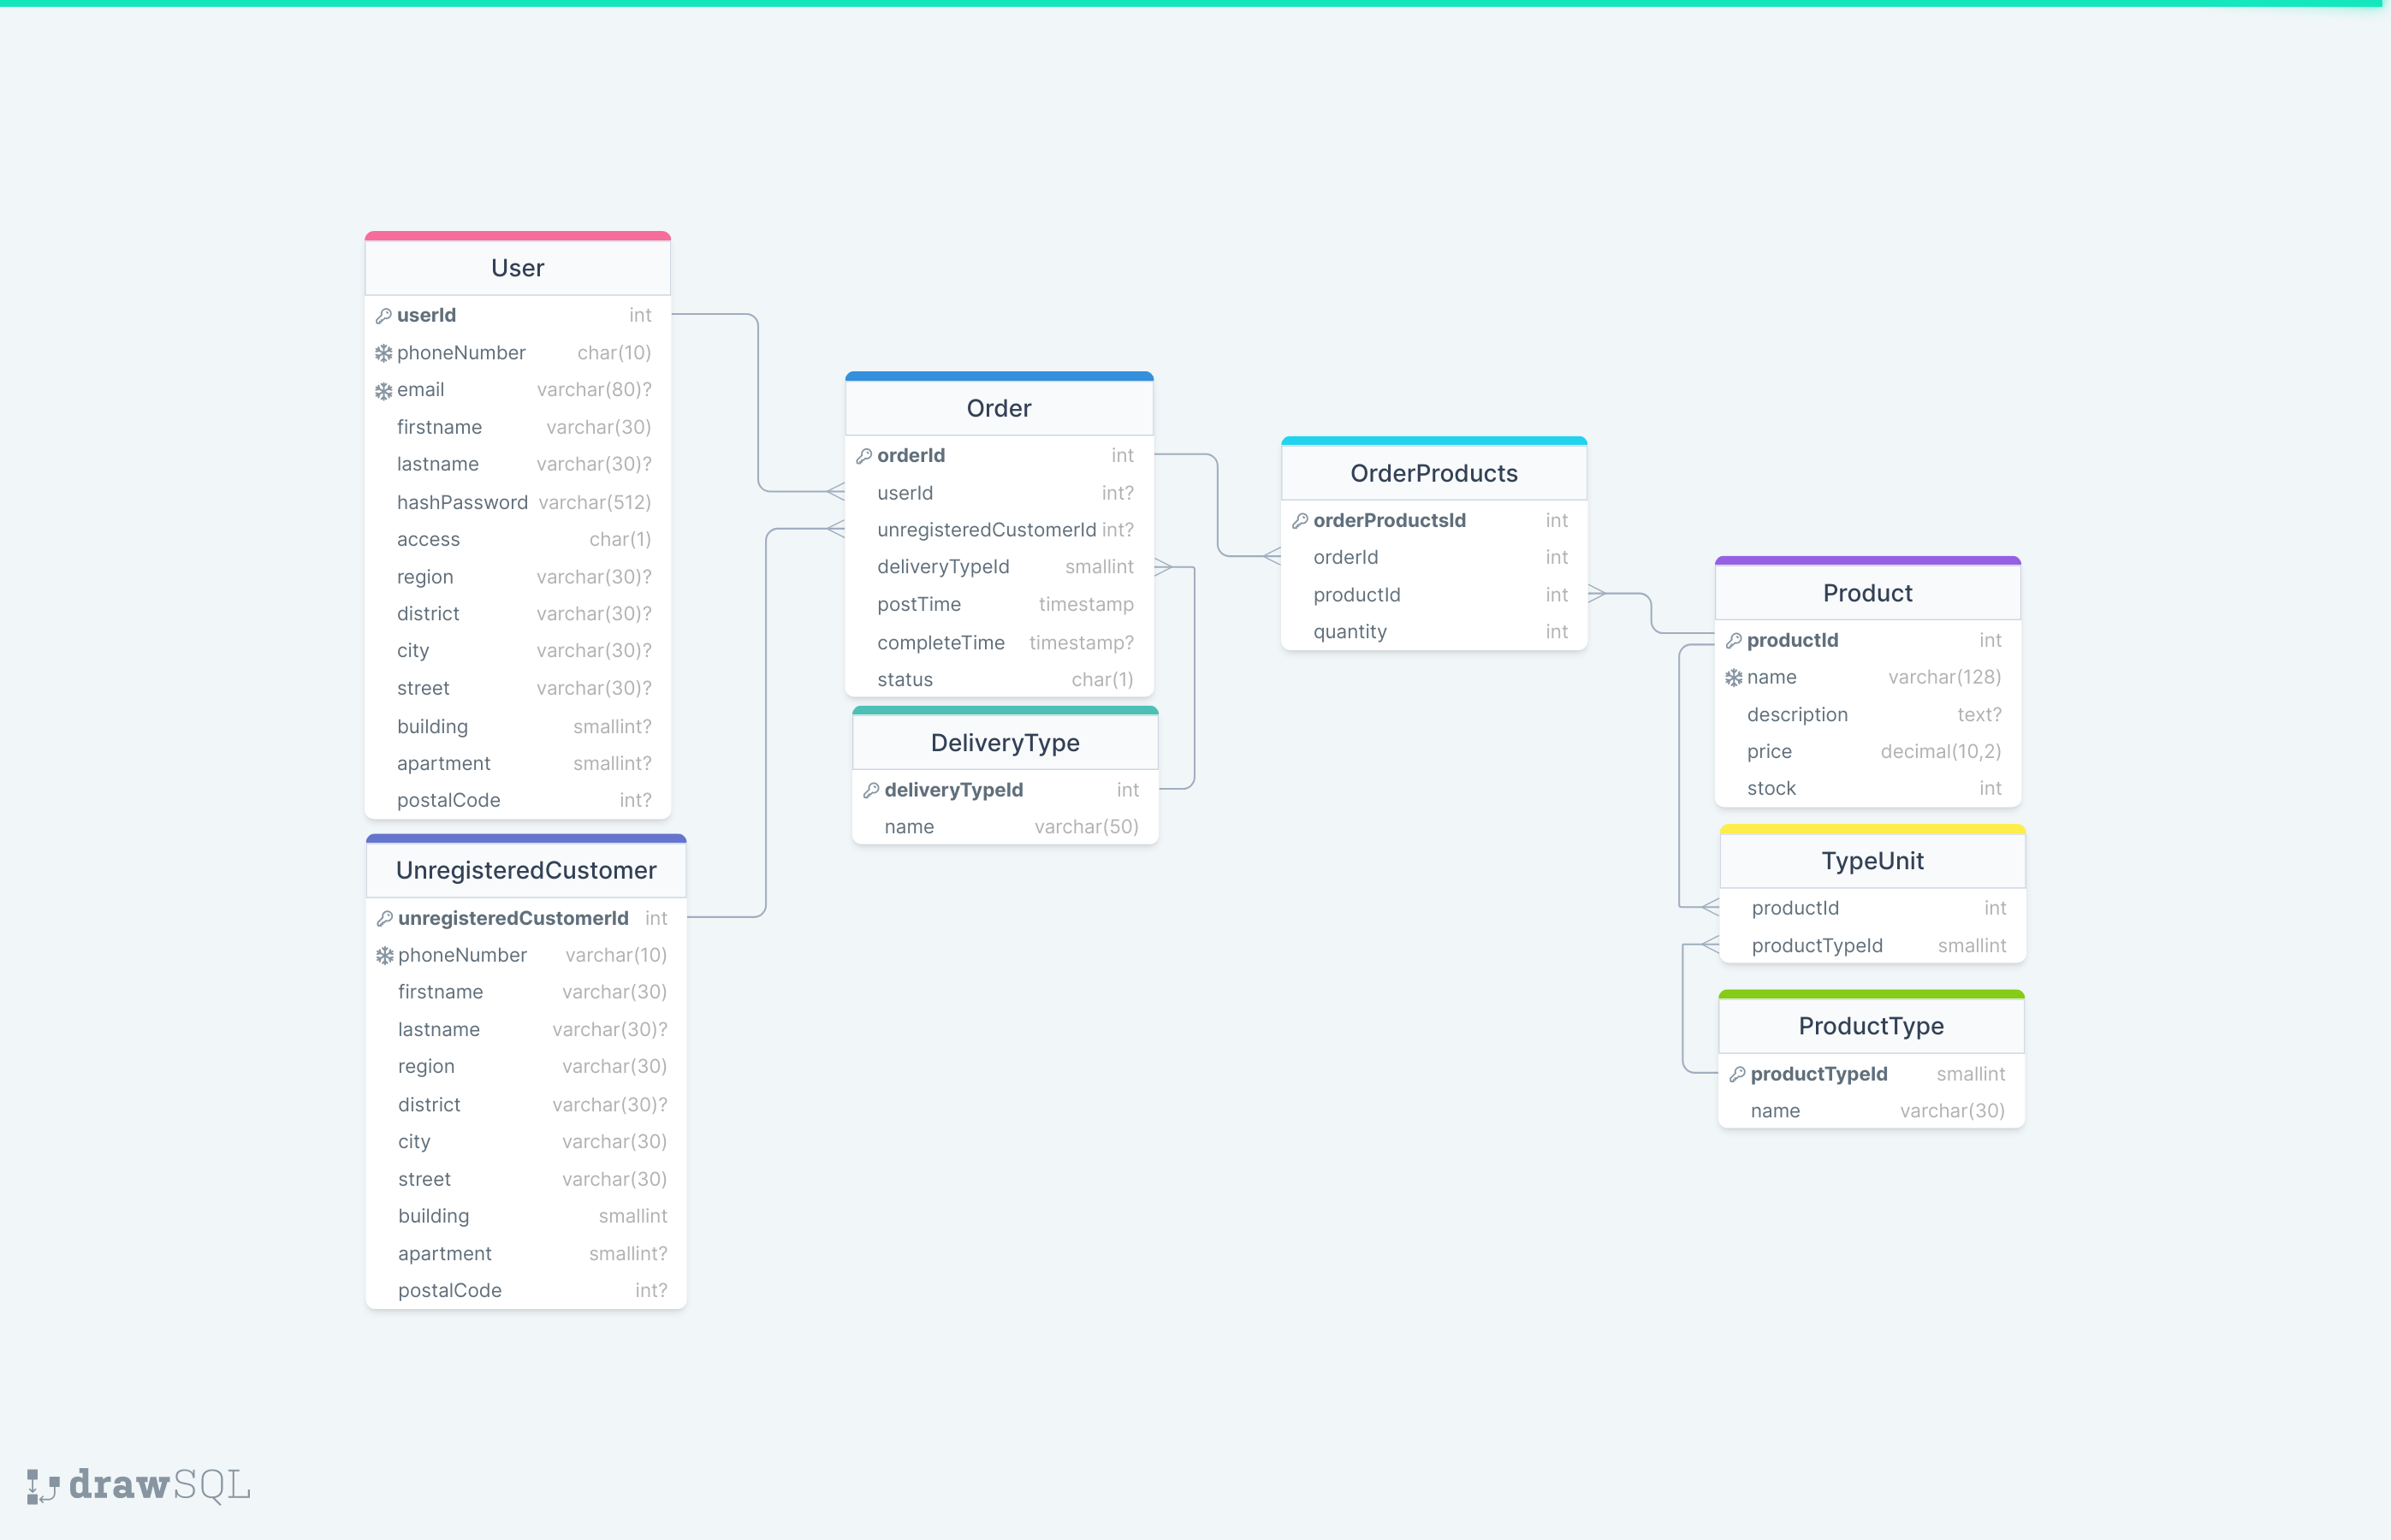 User
userId int
phoneNumber char(10)
email varchar(80)?
firstname varchar(30)
lastname varchar(30)?
hashPassword varchar(512)
access char(1)
region varchar(30)?
district varchar(30)?
city varchar(30)?
street varchar(30)?
building smallint?
apartment smallint?
postalCode int?
UnregisteredCustomer
unregisteredCustomerId int
phoneNumber varchar(10)
firstname varchar(30)
lastname varchar(30)?
region varchar(30)
district varchar(30)?
city varchar(30)
street varchar(30)
building smallint
apartment smallint?
postalCode int?
Order
orderId int
userId int?
unregisteredCustomerId int?
deliveryTypeId smallint
postTime timestamp
completeTime timestamp?
status char(1)
DeliveryType
deliveryTypeId int
name varchar(50)
OrderProducts
orderProductsId int
orderId int
productId int
quantity int
Product
productId int
name varchar(128)
description text?
price decimal(10,2)
stock int
TypeUnit
productId int
productTypeId smallint
ProductType
productTypeId smallint
name varchar(30)
drawSQL